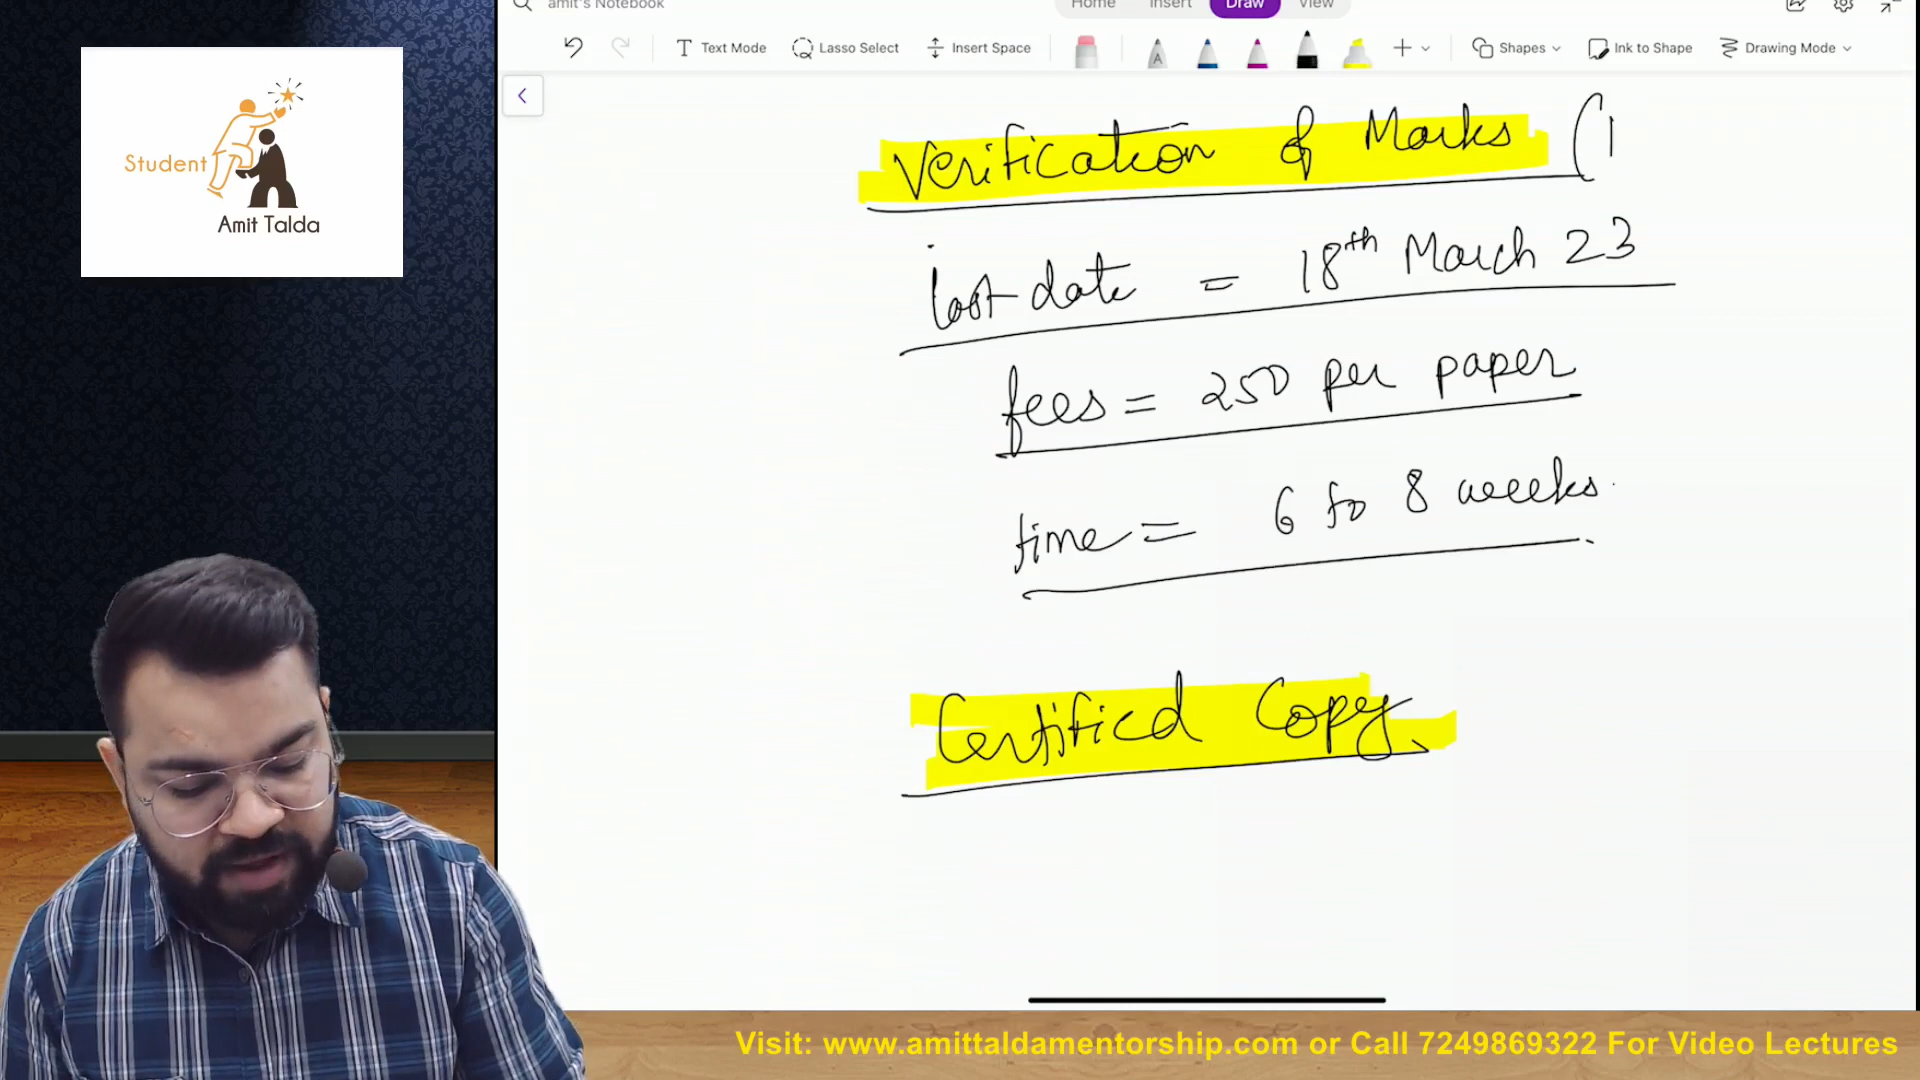 Student
Amit Talda
amit's Notebook
Home Insert Draw View
Text Mode Lasso Select Insert Space Shapes Ink to Shape Drawing Mode
Verification of Marks (1
last date = 18th March 23
fees = 250 per paper
time = 6 to 8 weeks.
Certified Copy
Visit: www.amittaldamentorship.com or Call 7249869322 For Video Lectures